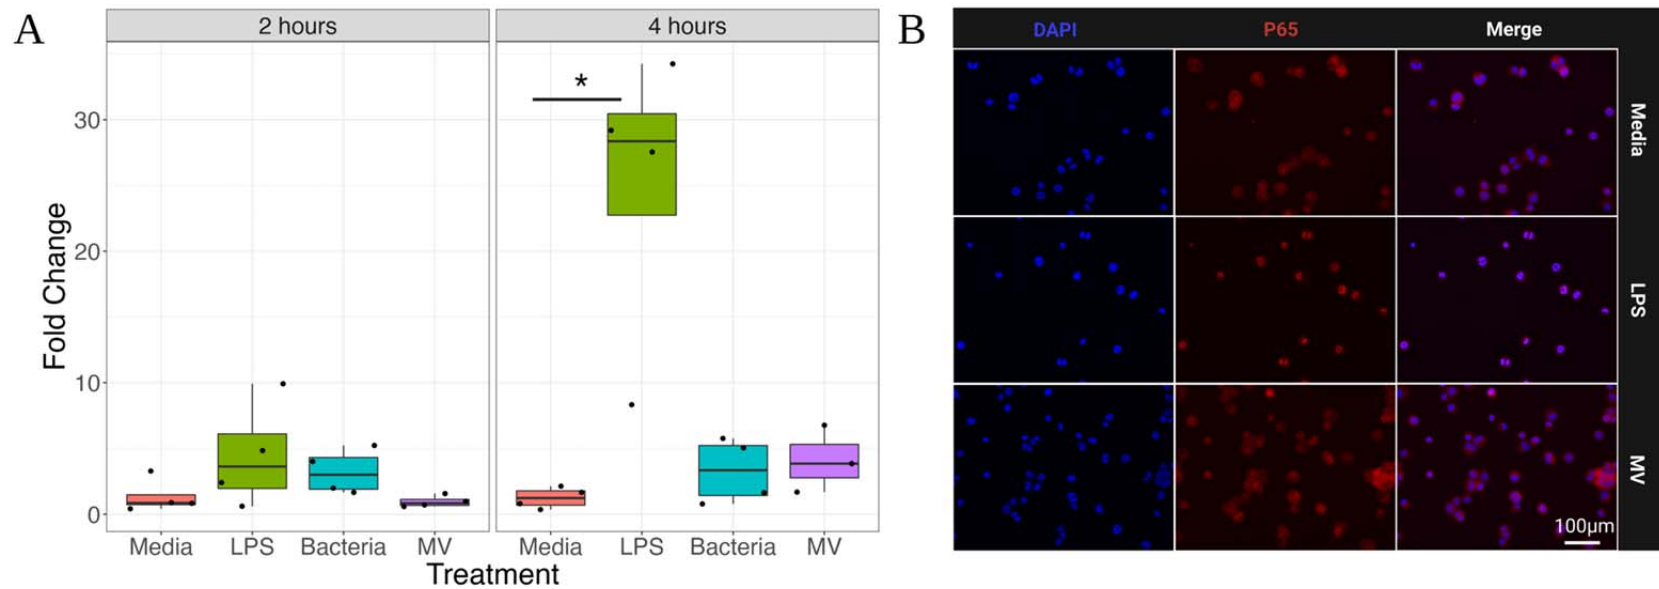 A
2 hours
4 hours
*
Fold Change
30
20
10
0
Media LPS Bacteria MV
Media LPS Bacteria MV
Treatment
B
DAPI P65 Merge
Media
LPS
MV
100µm